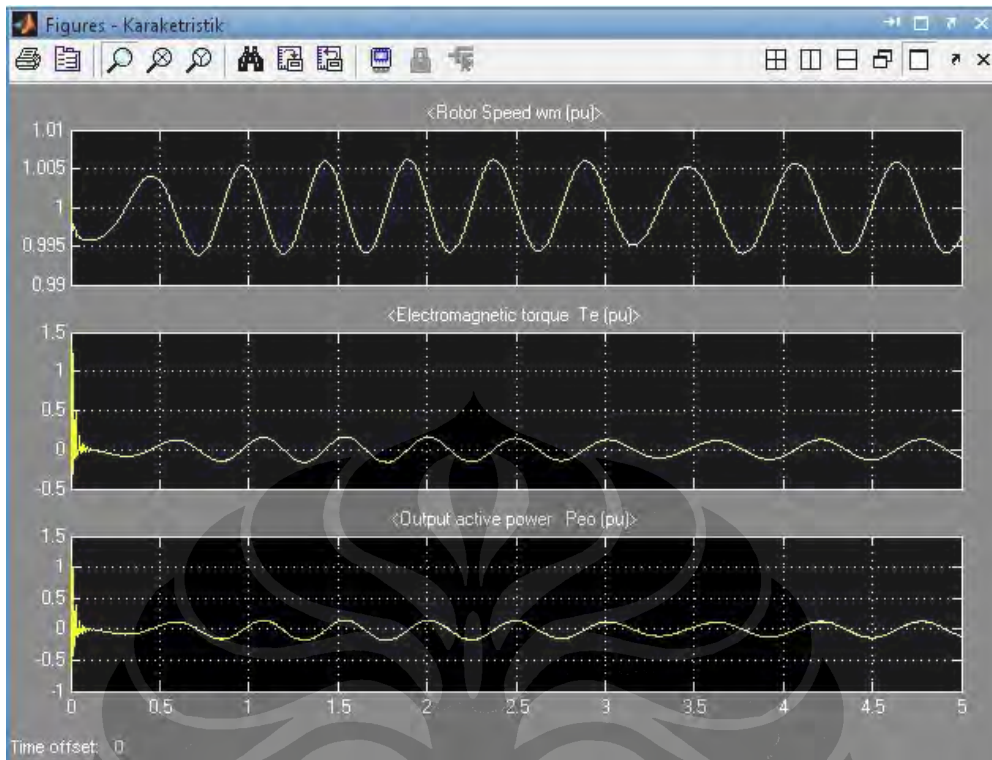 Figures - Karaketristik
<Rotor Speed wm (pu)>
1.01
1.005
1
0.995
0.99
<Electromagnetic torque Te (pu)>
1.5
1
0.5
0
-0.5
<Output active power Peo (pu)>
1.5
1
0.5
0
-0.5
-1
0 0.5 1 1.5 2 2.5 3 3.5 4 4.5 5
Time offset: 0